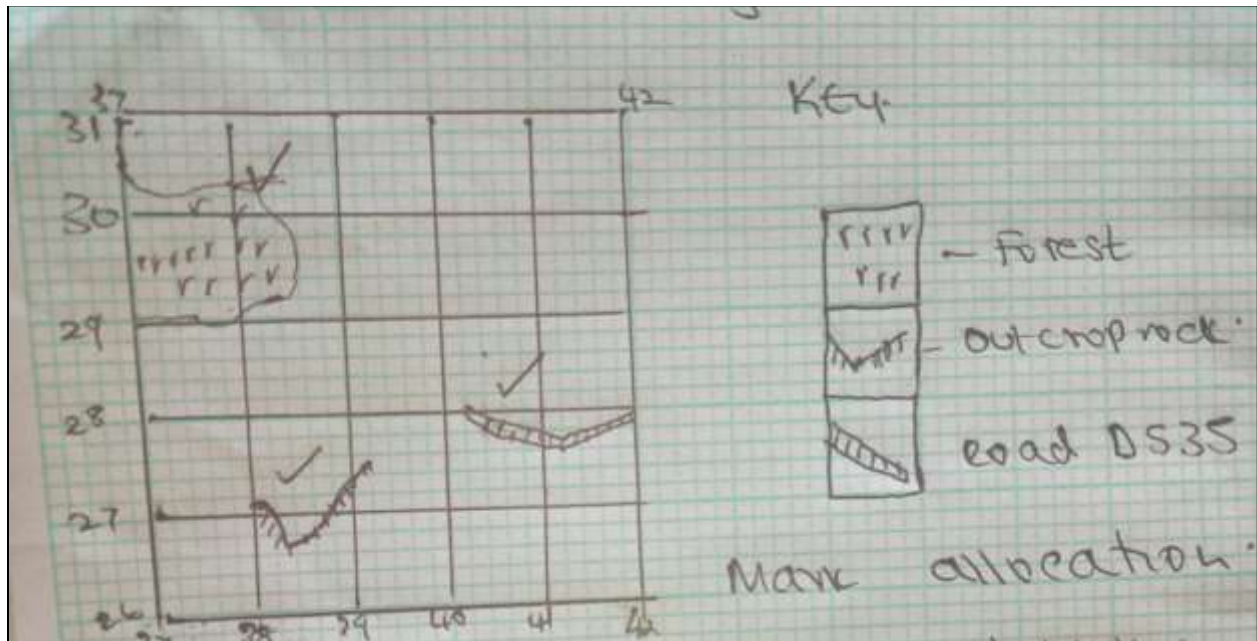 37 42
Key.
31
30
- Forest
29
- outcrop rock.
28
road DS35
27
Mark allocation.
26
38 39 40 41 42